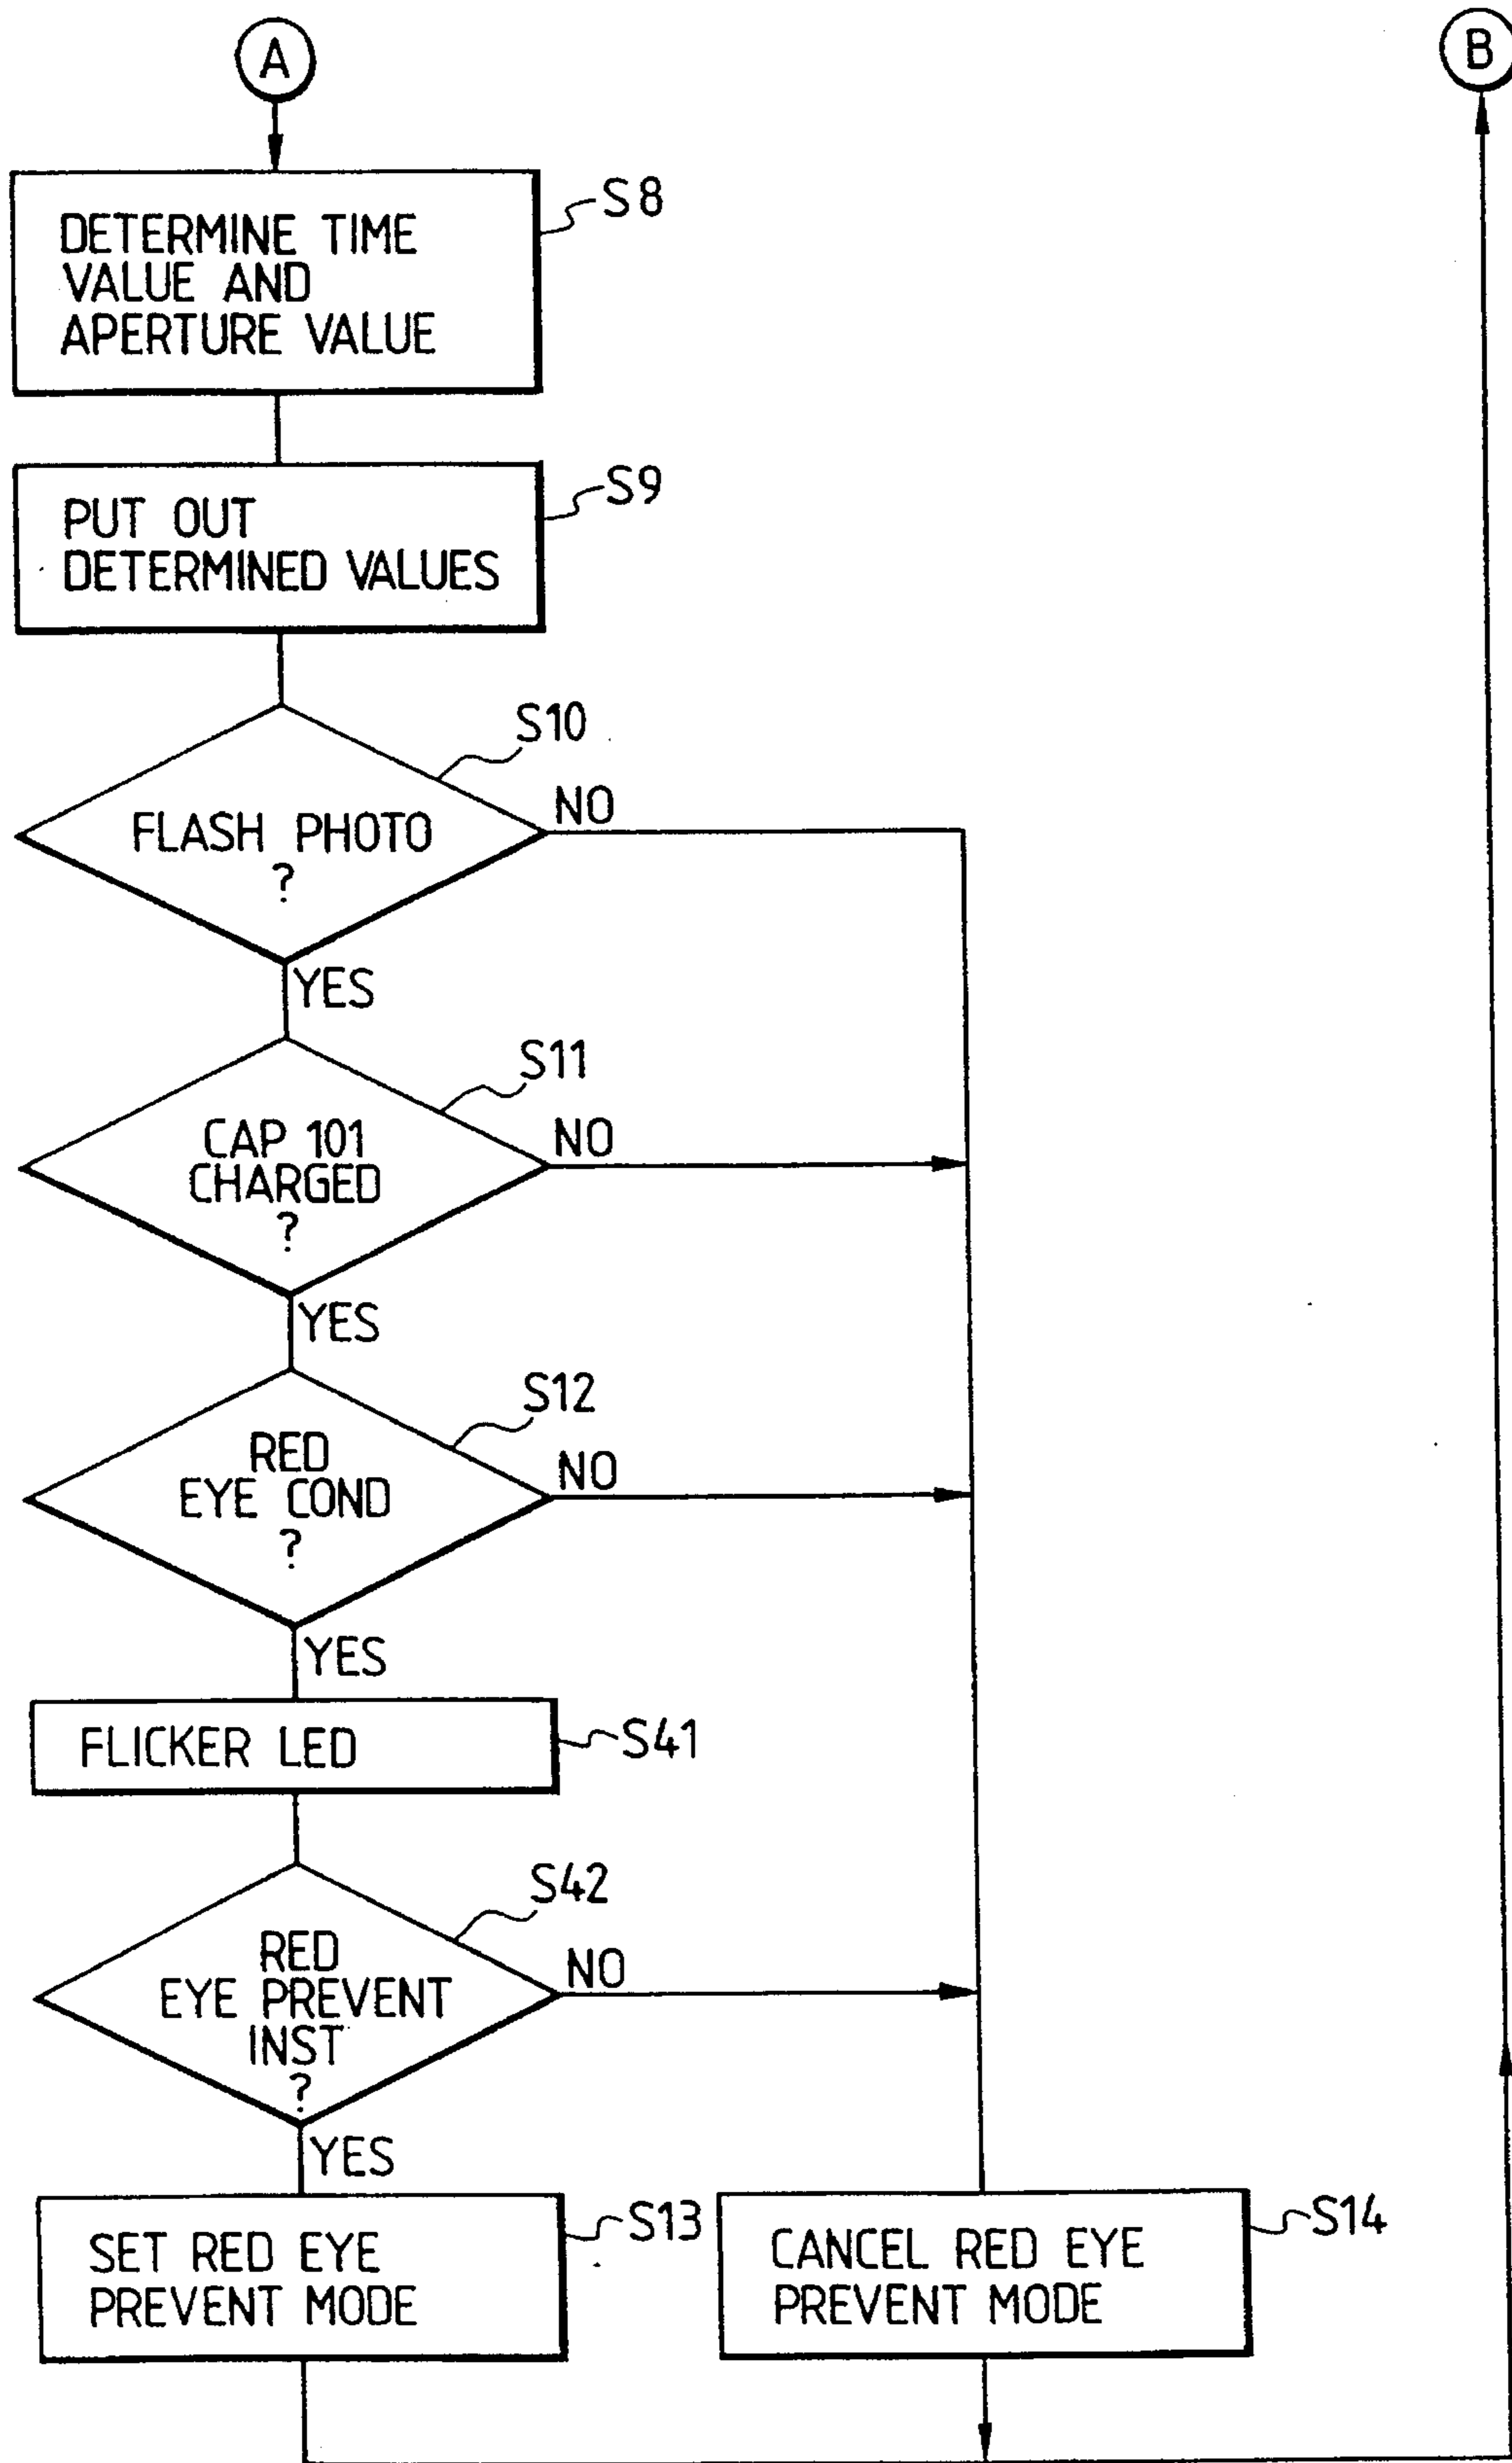 A
B
S8
DETERMINE TIME
VALUE AND
APERTURE VALUE
S9
PUT OUT
DETERMINED VALUES
S10
FLASH PHOTO
?
NO
YES
S11
CAP 101
CHARGED
?
NO
YES
S12
RED
EYE COND
?
NO
YES
FLICKER LED
S41
S42
RED
EYE PREVENT
INST
?
NO
YES
S13
SET RED EYE
PREVENT MODE
S14
CANCEL RED EYE
PREVENT MODE